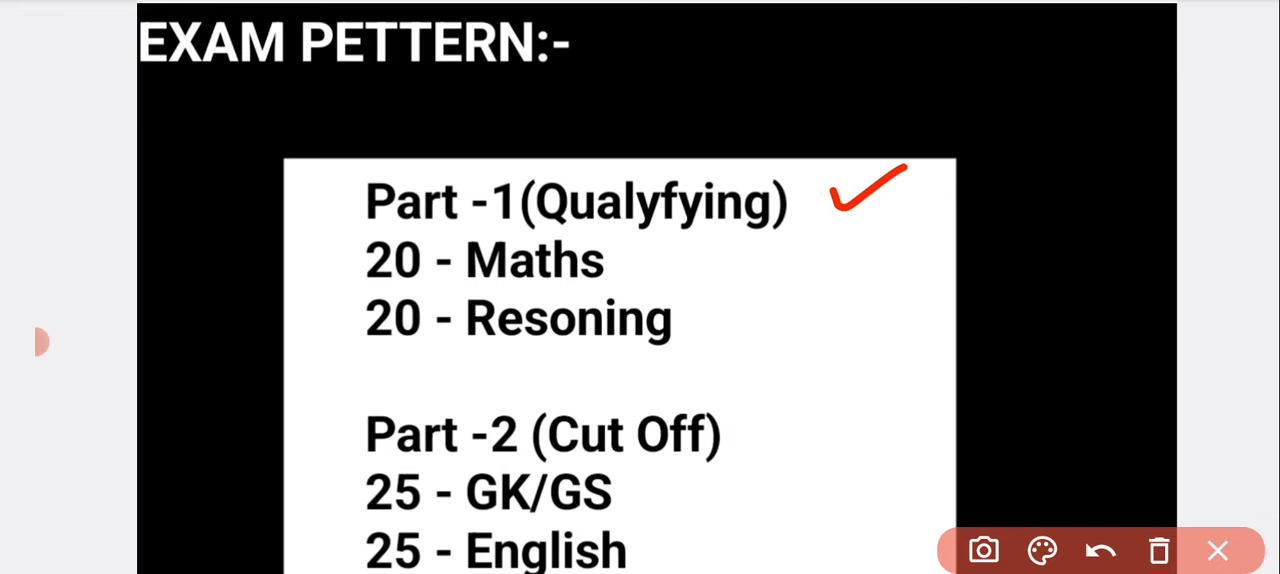 EXAM PETTERN:-
Part -1(Qualyfying)
20 - Maths
20 - Resoning
Part -2 (Cut Off)
25 - GK/GS
25 - English